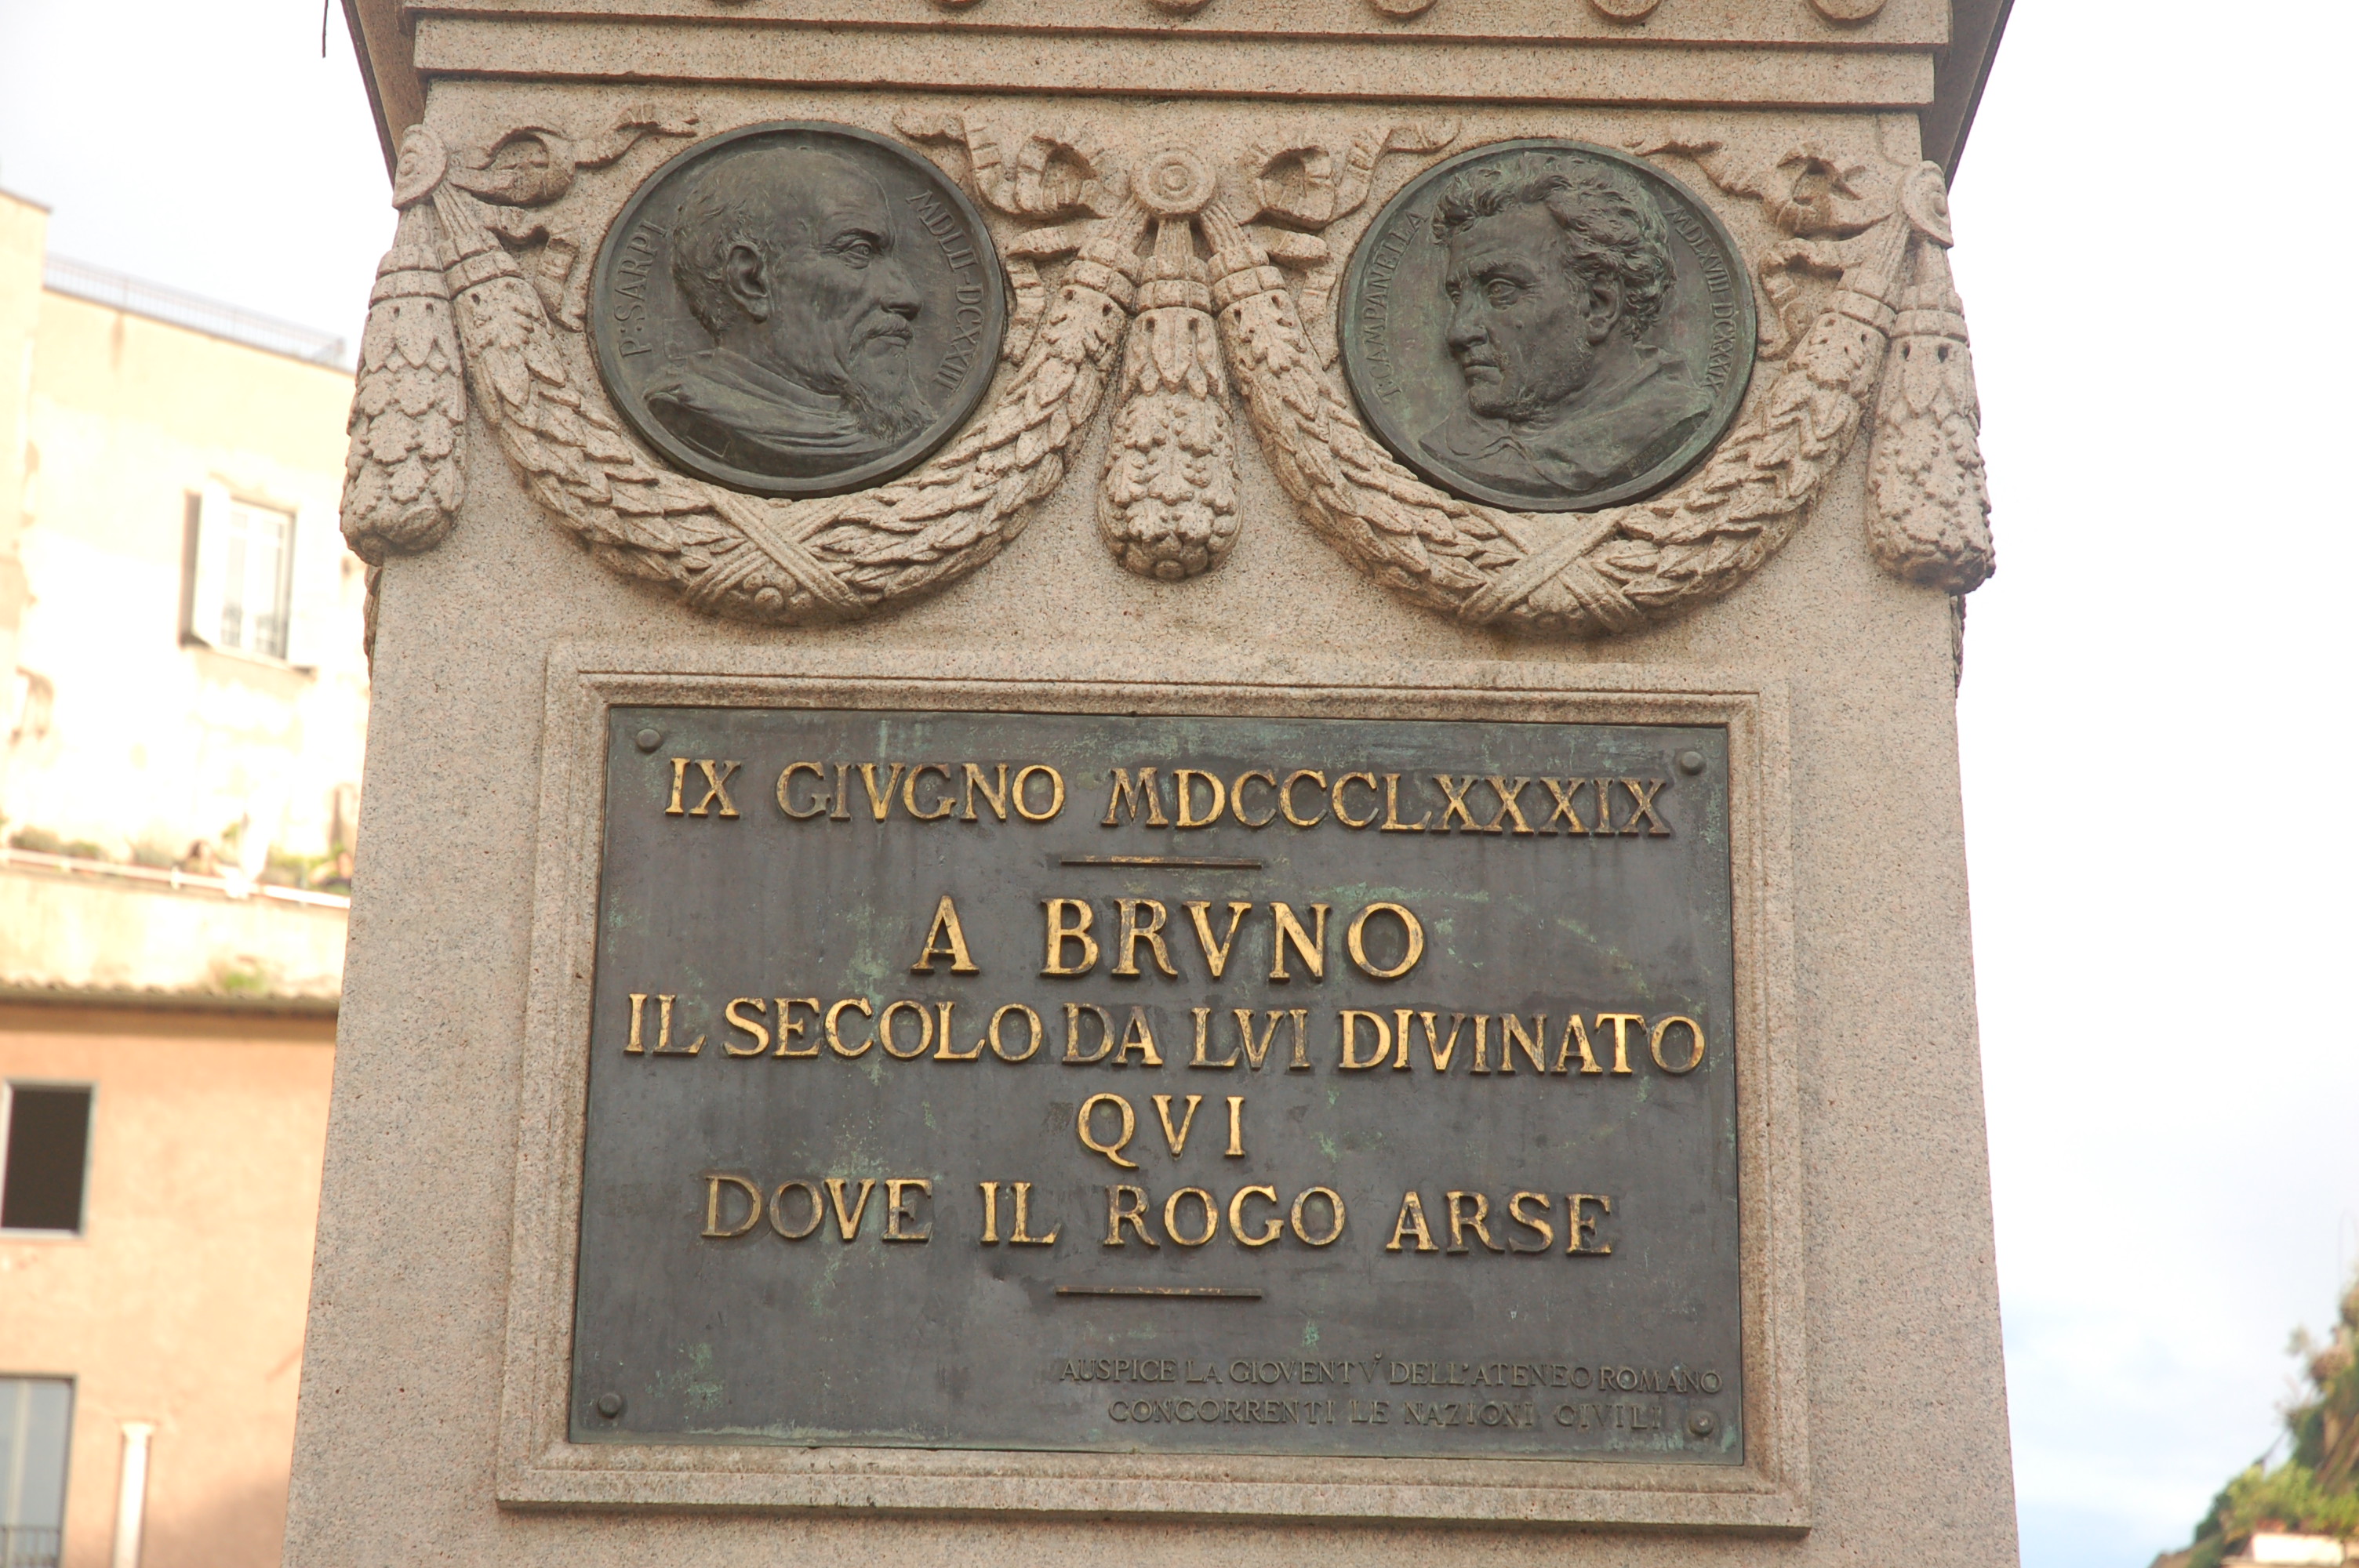 Pº:SARPI
MDLII-DCXXIII
T:CAMPANELLA
MDLXVIII-DCXXXIX
IX GIVGNO MDCCCLXXXIX
A BRVNO
IL SECOLO DA LVI DIVINATO
QVI
DOVE IL ROGO ARSE
AUSPICE LA GIOVENTV' DELL'ATENEO ROMANO
CONCORRENTI LE NAZIONI CIVILI